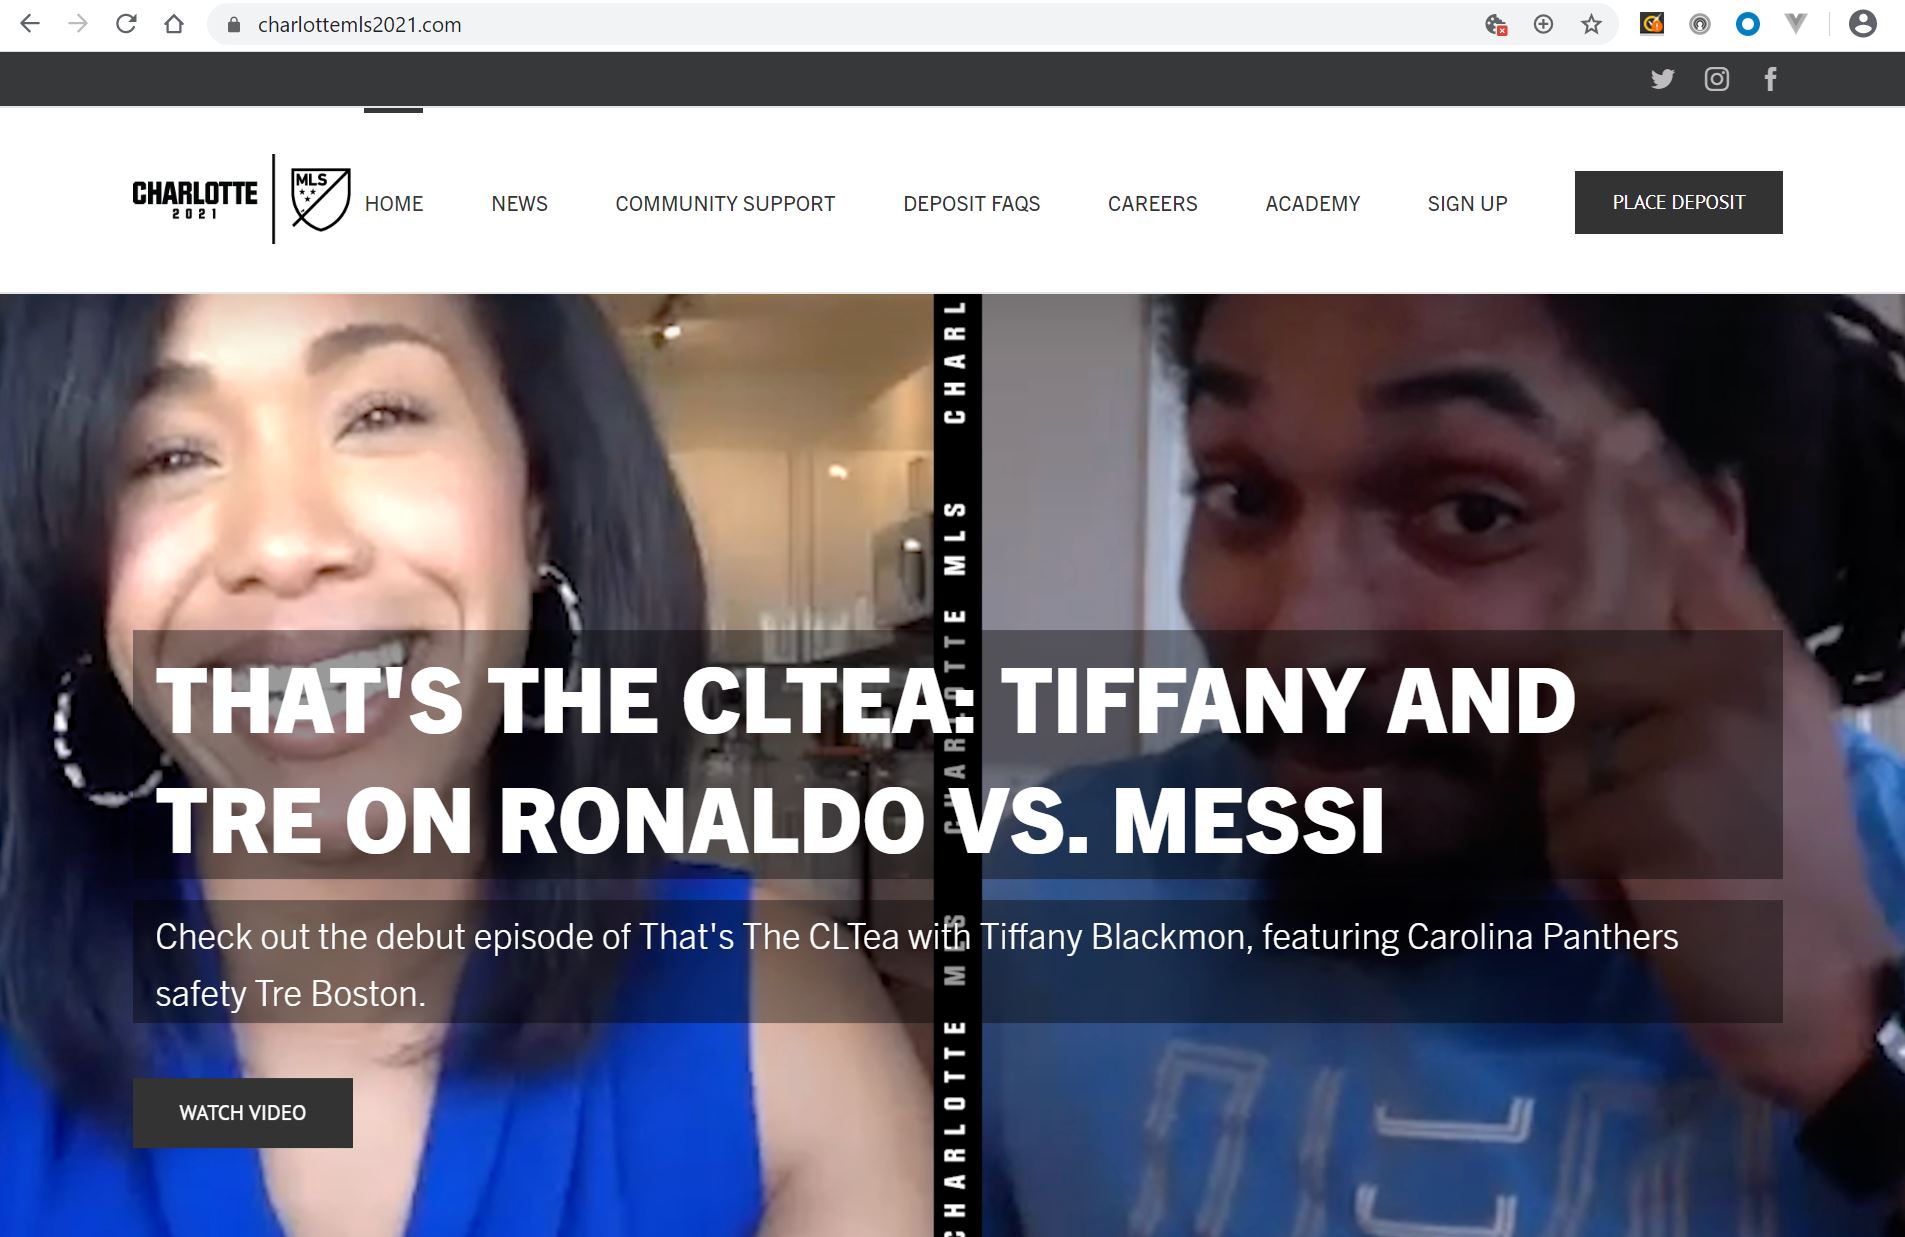 charlottemls2021.com
CHARLOTTE
2021
MLS
HOME NEWS COMMUNITY SUPPORT DEPOSIT FAQS CAREERS ACADEMY SIGN UP PLACE DEPOSIT
CHARL
CHARLOTTE MLS
CHARLOTTE MLS
THAT'S THE CLTEA: TIFFANY AND
TRE ON RONALDO VS. MESSI
Check out the debut episode of That's The CLTea with Tiffany Blackmon, featuring Carolina Panthers
safety Tre Boston.
WATCH VIDEO